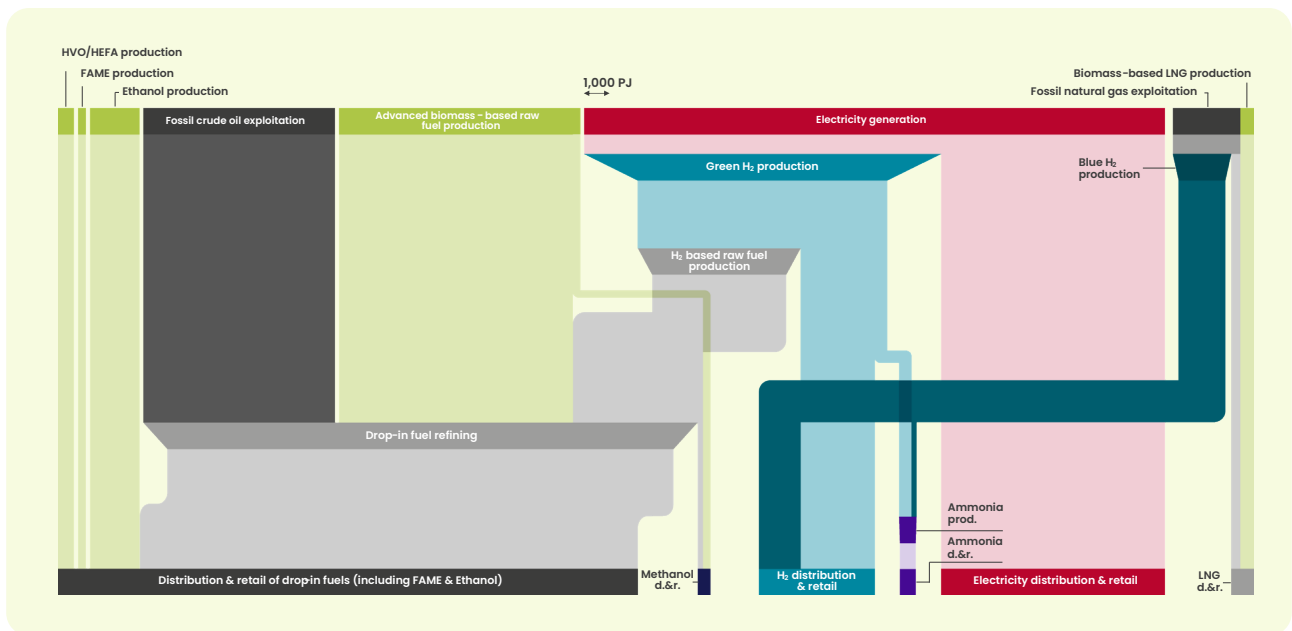 HVO/HEFA production
FAME production
Ethanol production
1,000 PJ
Biomass-based LNG production
Fossil natural gas exploitation
Fossil crude oil exploitation
Advanced biomass - based raw
fuel production
Electricity generation
Green H₂ production
Blue H₂
production
H₂ based raw fuel
production
Drop-in fuel refining
Ammonia
prod.
Ammonia
d.&r.
Distribution & retail of drop-in fuels (including FAME & Ethanol)
Methanol
d.&r.
H₂ distribution
& retail
Electricity distribution & retail
LNG
d.&r.